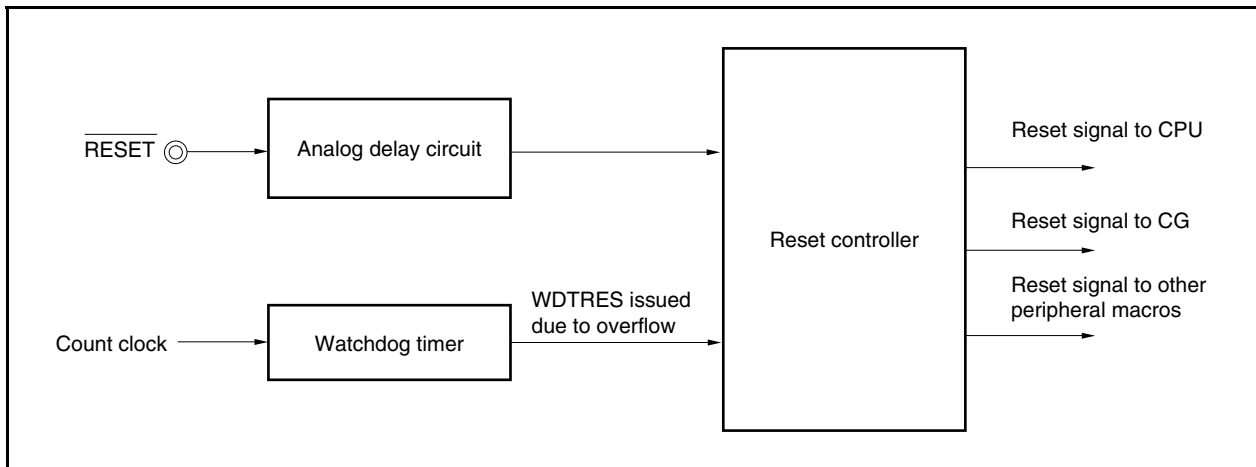 RESET
Analog delay circuit
Count clock
Watchdog timer
WDTRES issued
due to overflow
Reset controller
Reset signal to CPU
Reset signal to CG
Reset signal to other
peripheral macros